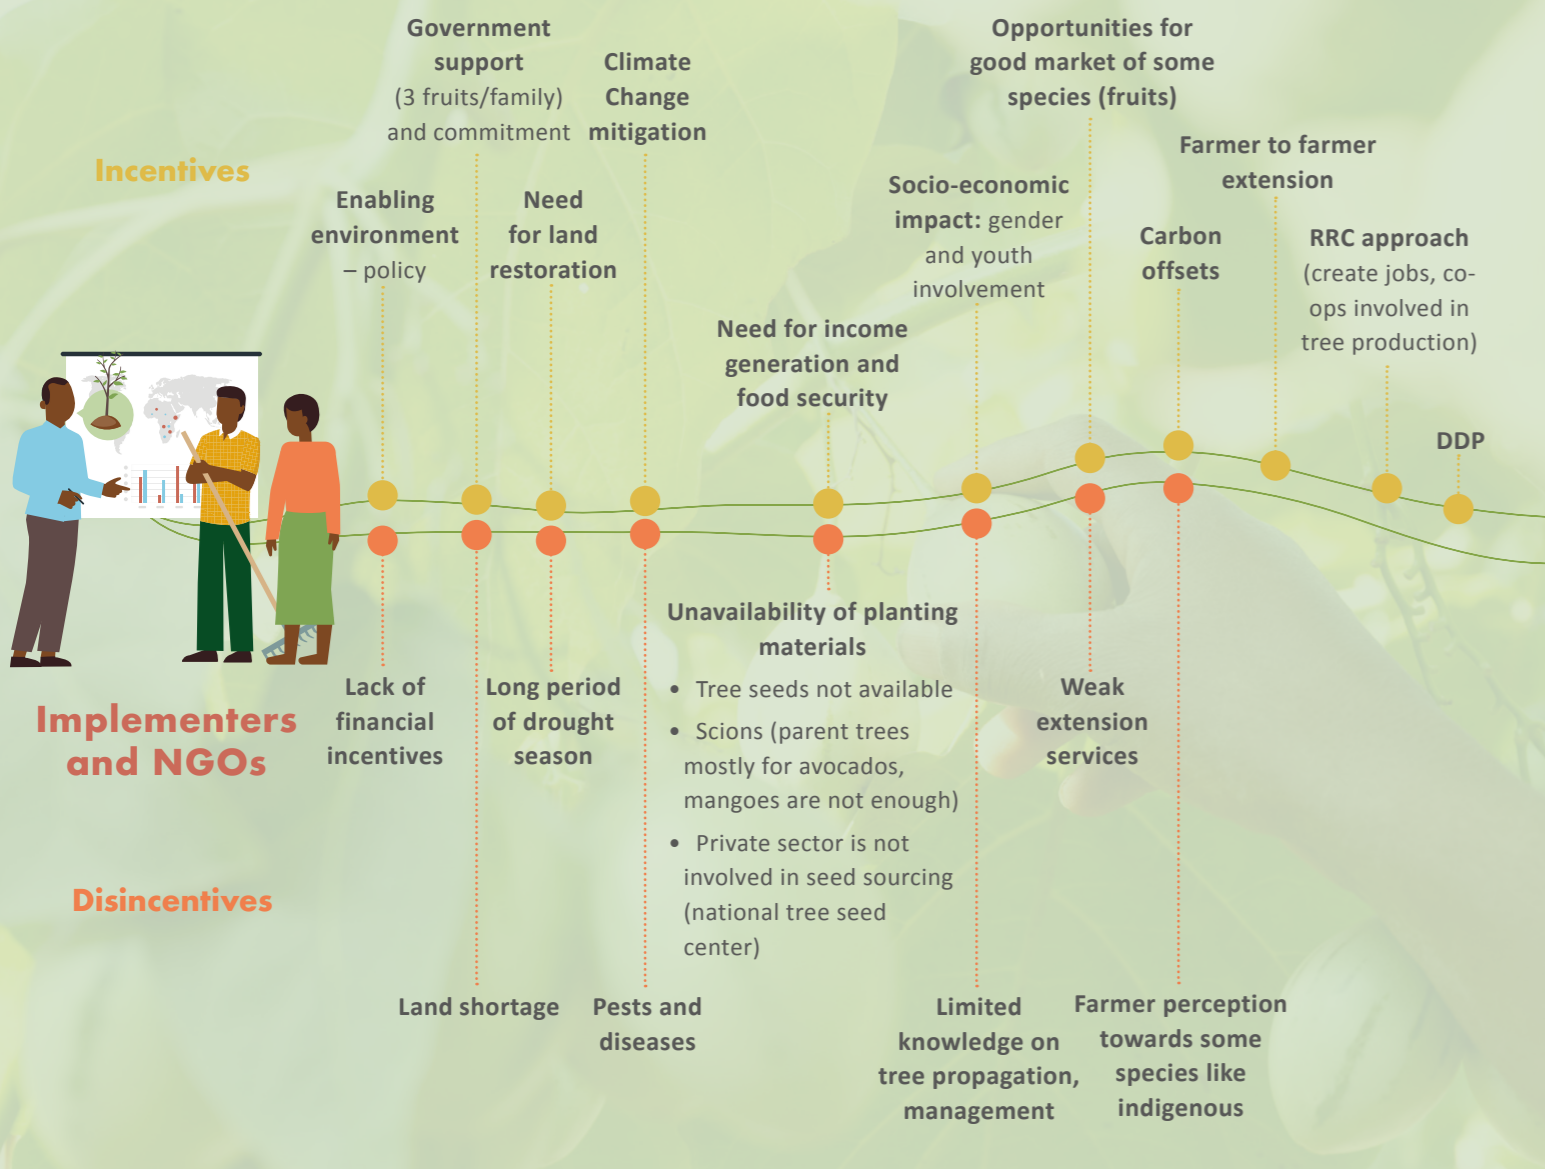 Incentives
Enabling
environment
– policy
Government
support
(3 fruits/family)
and commitment
Need
for land
restoration
Climate
Change
mitigation
Need for income
generation and
food security
Socio-economic
impact: gender
and youth
involvement
Opportunities for
good market of some
species (fruits)
Carbon
offsets
Farmer to farmer
extension
RRC approach
(create jobs, co-
ops involved in
tree production)
DDP
Implementers
and NGOs
Disincentives
Lack of
financial
incentives
Land shortage
Long period
of drought
season
Pests and
diseases
Unavailability of planting
materials
• Tree seeds not available
• Scions (parent trees
mostly for avocados,
mangoes are not enough)
• Private sector is not
involved in seed sourcing
(national tree seed
center)
Limited
knowledge on
tree propagation,
management
Weak
extension
services
Farmer perception
towards some
species like
indigenous